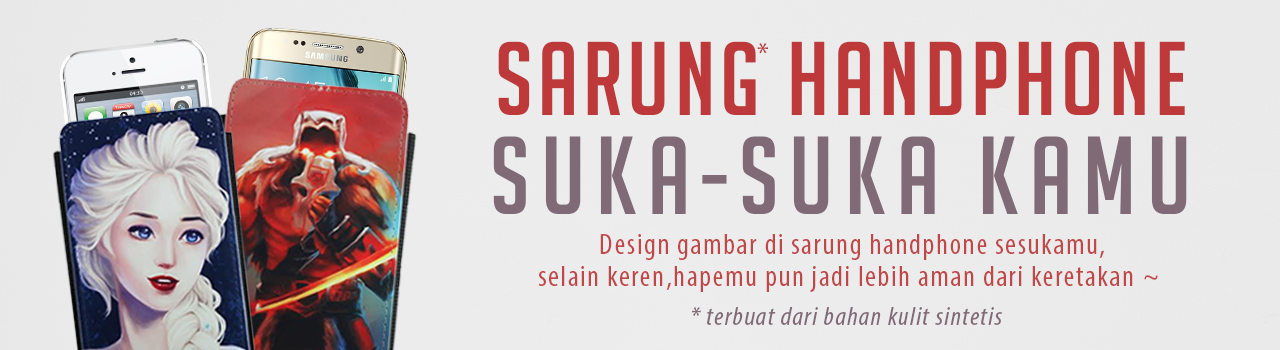 SARUNG* HANDPHONE
SUKA-SUKA KAMU
Design gambar di sarung handphone sesukamu,
selain keren,hapemu pun jadi lebih aman dari keretakan ~
* terbuat dari bahan kulit sintetis
SAMSUNG